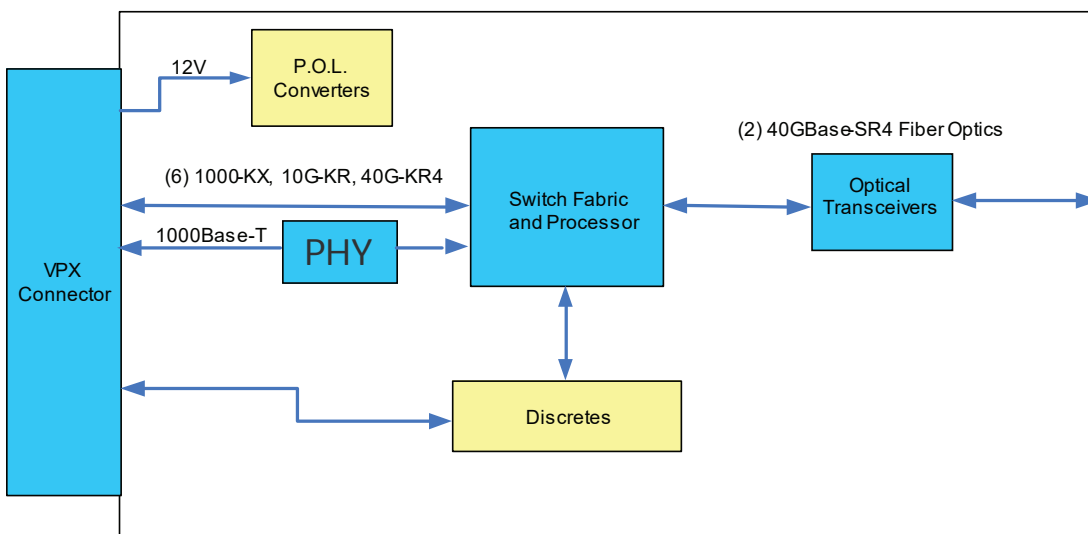 12V
P.O.L.
Converters
(2) 40GBase-SR4 Fiber Optics
(6) 1000-KX, 10G-KR, 40G-KR4
Switch Fabric
and Processor
Optical
Transceivers
1000Base-T
PHY
VPX
Connector
Discretes